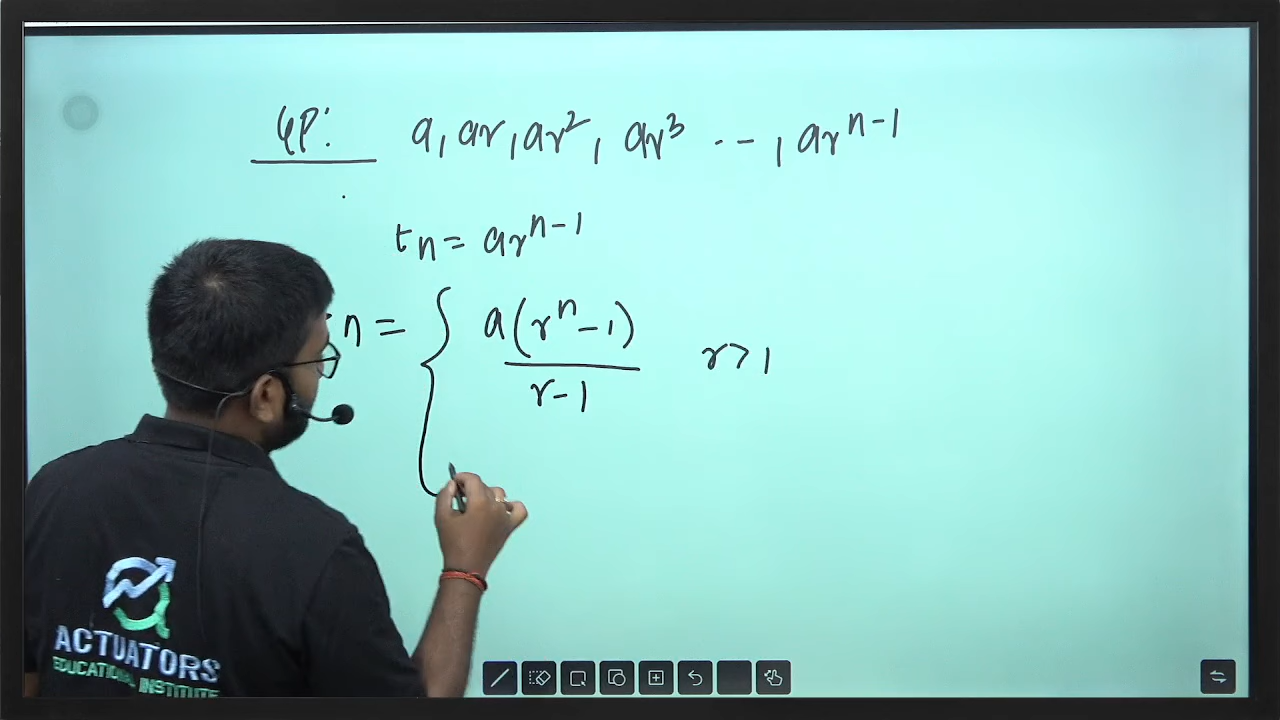 GP: a, ar, ar², ar³ --, arⁿ⁻¹
tn = arⁿ⁻¹
n = { a(rⁿ-1)
r-1
r>1
ACTUATORS
EDUCATIONAL INSTITUTE